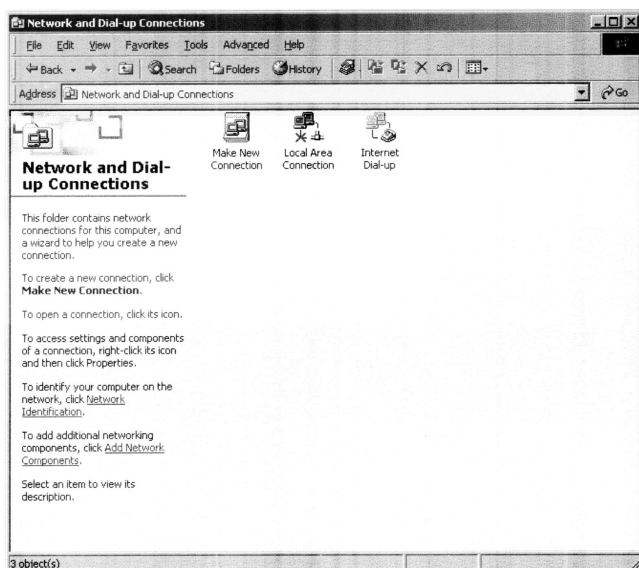 Network and Dial-up Connections
File Edit View Favorites Tools Advanced Help
Back Search Folders History
Address Network and Dial-up Connections Go
Network and Dial-
up Connections
This folder contains network
connections for this computer, and
a wizard to help you create a new
connection.
To create a new connection, click
Make New Connection.
To open a connection, click its icon.
To access settings and components
of a connection, right-click its icon
and then click Properties.
To identify your computer on the
network, click Network
Identification.
To add additional networking
components, click Add Network
Components.
Select an item to view its
description.
Make New
Connection
Local Area
Connection
Internet
Dial-up
3 object(s)